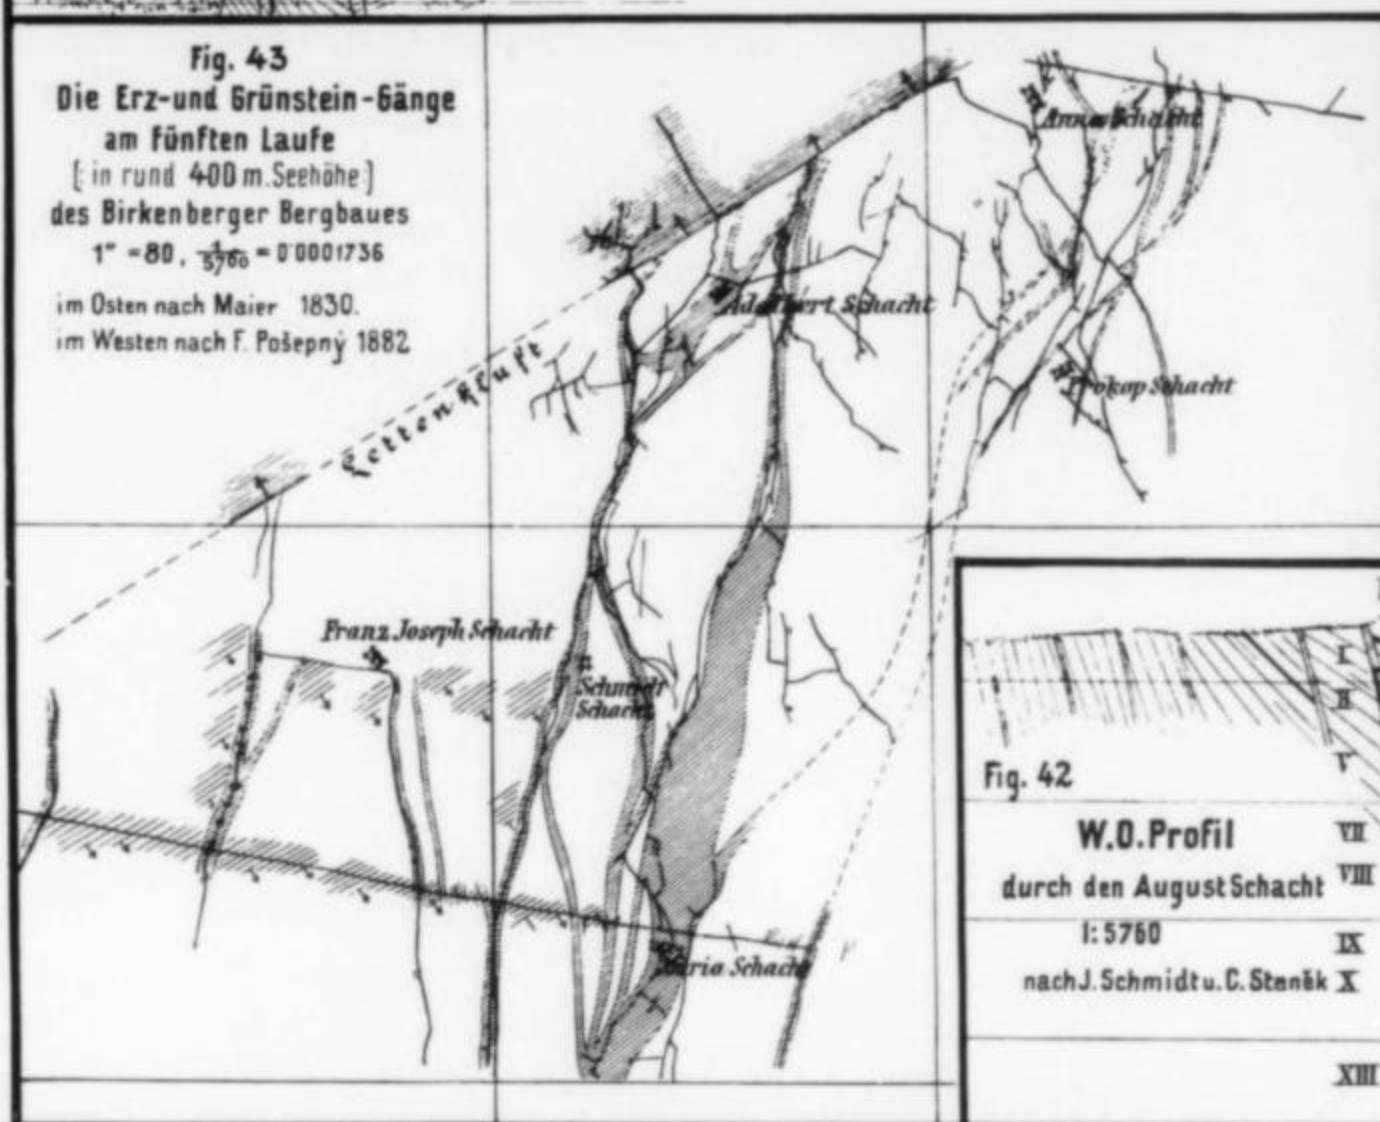 Fig. 43
Die Erz-und Grünstein-Gänge
am fünften Laufe
[: in rund 400 m. Seehöhe :]
des Birkenberger Bergbaues
1" = 80, 1/5760 = 0·0001736
im Osten nach Maier 1830.
im Westen nach F. Pošepný 1882
Anna Schacht
Adalbert Schacht
Lettenkluft
Prokop Schacht
Franz Joseph Schacht
Schmidt
Schacht
Maria Schacht
I
II
V
Fig. 42
W.O. Profil
VII
durch den August Schacht
VIII
1:5760
IX
nach J. Schmidt u. C. Staněk
X
XIII